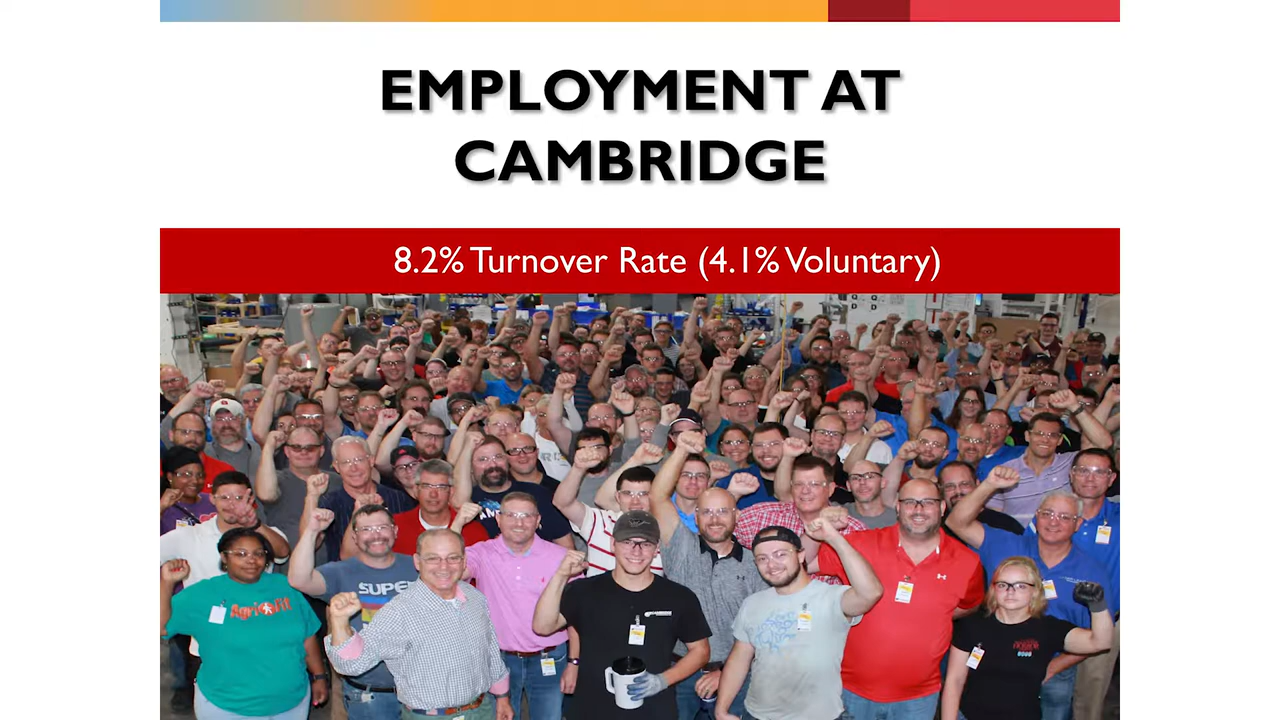 EMPLOYMENT AT
CAMBRIDGE
8.2% Turnover Rate (4.1% Voluntary)
SUPE